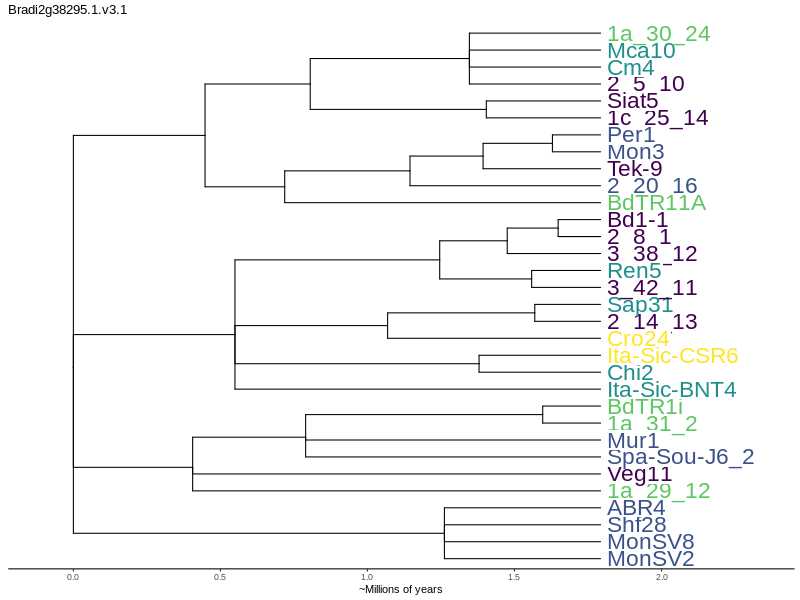 Bradi2g38295.1.v3.1
1a_30_24
Mca10
Cm4
2_5_10
Siat5
1c_25_14
Per1
Mon3
Tek-9
2_20_16
BdTR11A
Bd1-1
2_8_1
3_38_12
Ren5
3_42_11
Sap31
2_14_13
Cro24
Ita-Sic-CSR6
Chi2
Ita-Sic-BNT4
BdTR1i
1a_31_2
Mur1
Spa-Sou-J6_2
Veg11
1a_29_12
ABR4
Shf28
MonSV8
MonSV2
0.0 0.5 1.0 1.5 2.0
~Millions of years